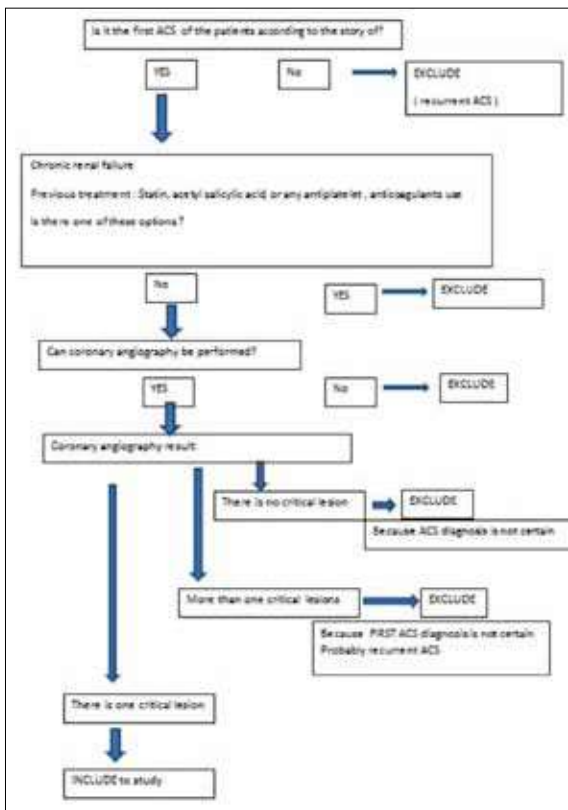 Is it the first ACS of the patients according to the story of?
YES
No
EXCLUDE
( recurrent ACS )
Chronic renal failure
Previous treatment : Statin, acetyl salicylic acid, or any antiplatelet , anticoagulants use
Is there one of these options ?
No
YES
EXCLUDE
Can coronary angiography be performed?
YES
No
EXCLUDE
Coronary angiography result
There is no critical lesion
EXCLUDE
Because ACS diagnosis is not certain
More than one critical lesions
EXCLUDE
Because FIRST ACS diagnosis is not certain
Probably recurrent ACS
There is one critical lesion
INCLUDE to study